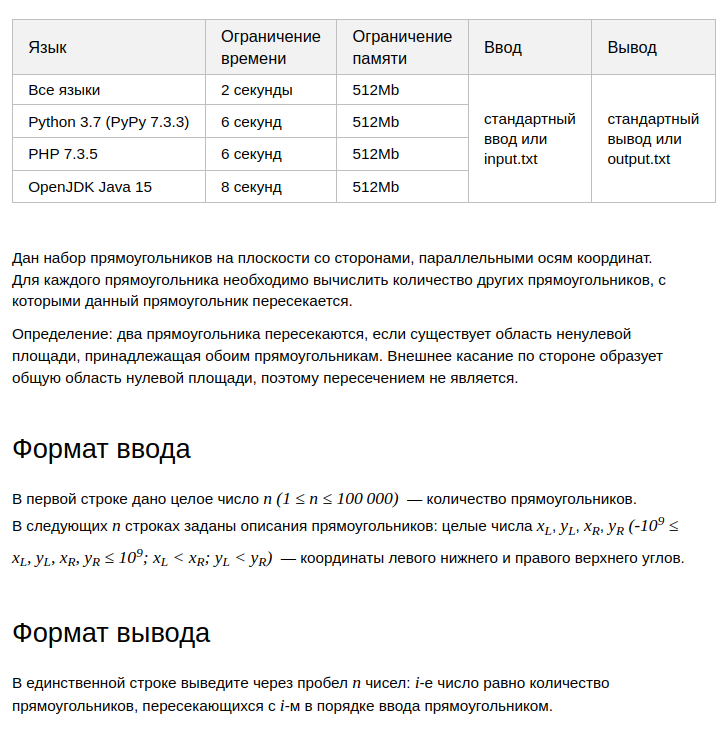 Язык Ограничение времени Ограничение памяти Ввод Вывод
Все языки 2 секунды 512Mb стандартный ввод или input.txt стандартный вывод или output.txt
Python 3.7 (PyPy 7.3.3) 6 секунд 512Mb
PHP 7.3.5 6 секунд 512Mb
OpenJDK Java 15 8 секунд 512Mb
Дан набор прямоугольников на плоскости со сторонами, параллельными осям координат.
Для каждого прямоугольника необходимо вычислить количество других прямоугольников, с
которыми данный прямоугольник пересекается.
Определение: два прямоугольника пересекаются, если существует область ненулевой
площади, принадлежащая обоим прямоугольникам. Внешнее касание по стороне образует
общую область нулевой площади, поэтому пересечением не является.
Формат ввода
В первой строке дано целое число n (1 ≤ n ≤ 100 000) — количество прямоугольников.
В следующих n строках заданы описания прямоугольников: целые числа x_L, y_L, x_R, y_R (-10^9 ≤
x_L, y_L, x_R, y_R ≤ 10^9; x_L < x_R; y_L < y_R) — координаты левого нижнего и правого верхнего углов.
Формат вывода
В единственной строке выведите через пробел n чисел: i-е число равно количество
прямоугольников, пересекающихся с i-м в порядке ввода прямоугольником.